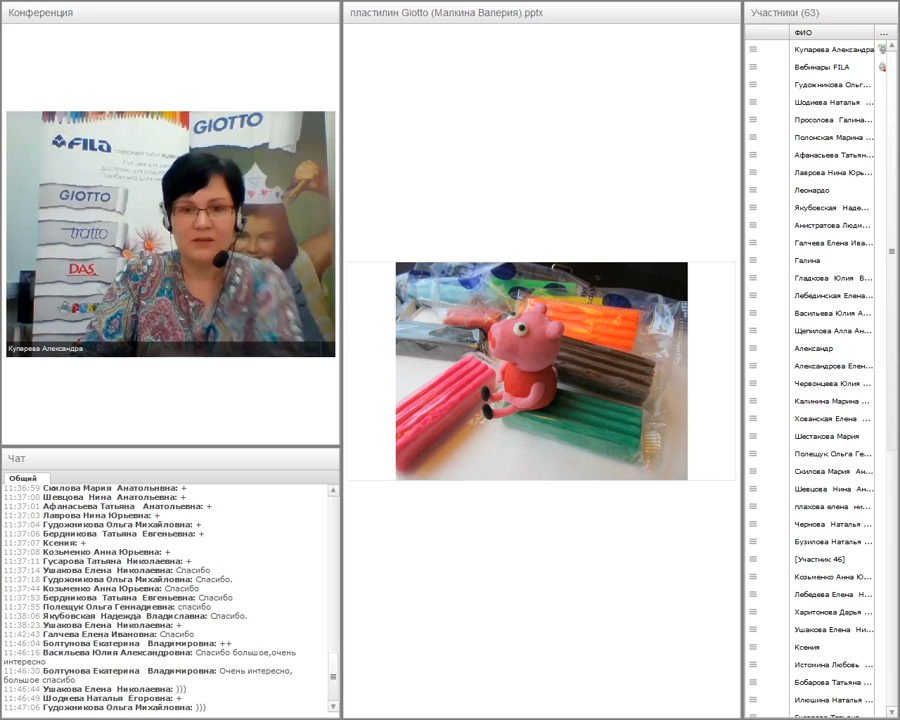 Конференция
GIOTTO
FILA
GIOTTO
tratto
DAS
Купарева Александра
Чат
Общий
11:36:59 Скилова Мария Анатольнвна: +
11:37:00 Шевцова Нина Анатольевна: +
11:37:01 Афанасьева Татьяна Анатольевна: +
11:37:03 Лаврова Нина Юрьевна: +
11:37:04 Гудожникова Ольга Михайловна: +
11:37:06 Бердникова Татьяна Евгеньевна: +
11:37:07 Ксения: +
11:37:08 Козьменко Анна Юрьевна: +
11:37:11 Гусарова Татьяна Николаевна: +
11:37:14 Ушакова Елена Николаевна: Спасибо
11:37:18 Гудожникова Ольга Михайловна: Спасибо.
11:37:44 Козьменко Анна Юрьевна: Спасибо
11:37:53 Бердникова Татьяна Евгеньевна: Спасибо
11:37:55 Полещук Ольга Геннадиевна: спасибо
11:38:06 Якубовская Надежда Владиславна: Спасибо.
11:38:23 Ушакова Елена Николаевна: +
11:42:43 Галчева Елена Ивановна: Спасибо
11:46:04 Болтунова Екатерина Владимировна: ++
11:46:16 Васильева Юлия Александровна: Спасибо большое,очень
интересно
11:46:30 Болтунова Екатерина Владимировна: Очень интересно,
большое спасибо
11:46:44 Ушакова Елена Николаевна: )))
11:46:49 Шодиева Наталья Егоровна: +
11:47:06 Гудожникова Ольга Михайловна: )))
пластилин Giotto (Малкина Валерия).pptx
Участники (63)
ФИО ...
Купарева Александра
Вебинары FILA
Гудожникова Ольг...
Шодиева Наталья ...
Просолова Галина...
Полонская Марина ...
Афанасьева Татьян...
Лаврова Нина Юрь...
Леонардо
Якубовская Наде...
Анистратова Людм...
Галчева Елена Ива...
Галина
Гладкова Юлия В...
Лебединская Елена...
Васильева Юлия А...
Щепилова Алла Ан...
Александр
Александрова Елен...
Червонцева Юлия ...
Калинина Марина ...
Хованская Елена ...
Шестакова Мария
Полещук Ольга Ге...
Скилова Мария Ан...
Шевцова Нина Ан...
плахова елена ни...
Чернова Наталья ...
Бузилова Наталья ...
[Участник 46]
Козьменко Анна Ю...
Лебедева Елена Н...
Харитонова Дарья ...
Ушакова Елена Ни...
Ксения
Истомина Любовь ...
Бобарова Татьяна ...
Илюшина Наталья ...